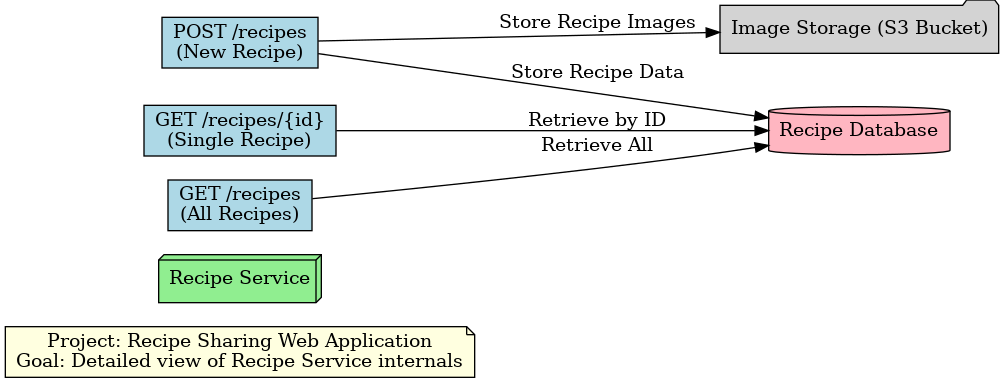 POST /recipes
(New Recipe)
Store Recipe Images
Image Storage (S3 Bucket)
Store Recipe Data
GET /recipes/{id}
(Single Recipe)
Retrieve by ID
Recipe Database
Retrieve All
GET /recipes
(All Recipes)
Recipe Service
Project: Recipe Sharing Web Application
Goal: Detailed view of Recipe Service internals